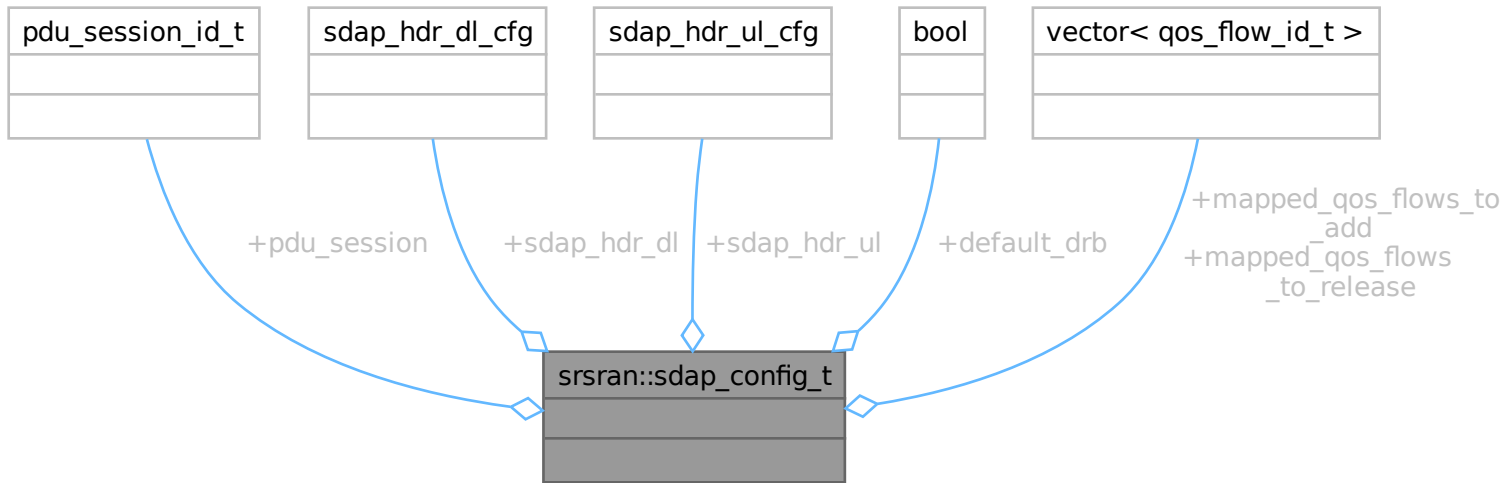 pdu_session_id_t
sdap_hdr_dl_cfg
sdap_hdr_ul_cfg
bool
vector< qos_flow_id_t >
+pdu_session
+sdap_hdr_dl
+sdap_hdr_ul
+default_drb
+mapped_qos_flows_to
_add
+mapped_qos_flows
_to_release
srsran::sdap_config_t